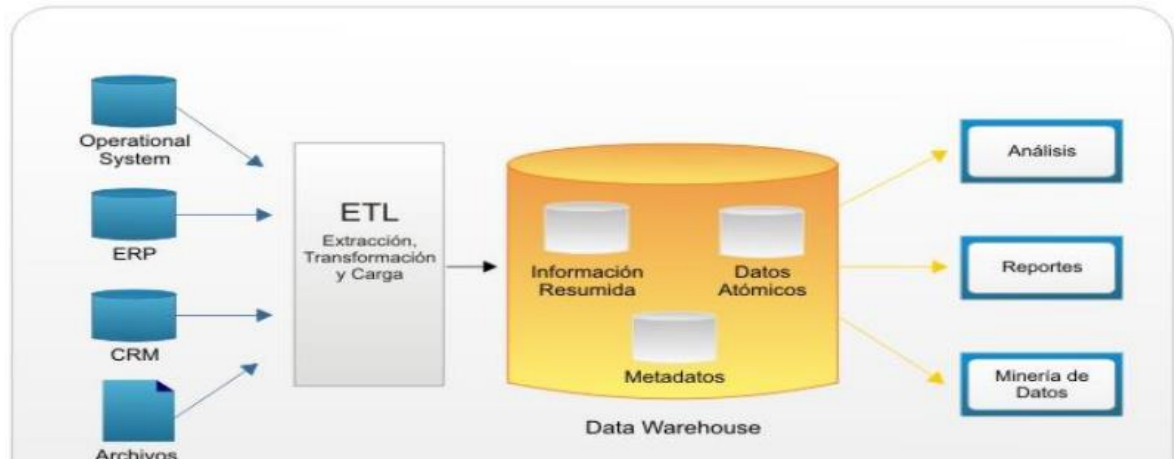 Operational
System
ERP
CRM
Archivos
ETL
Extracción,
Transformación
y Carga
Información
Resumida
Datos
Atómicos
Metadatos
Data Warehouse
Análisis
Reportes
Minería de
Datos